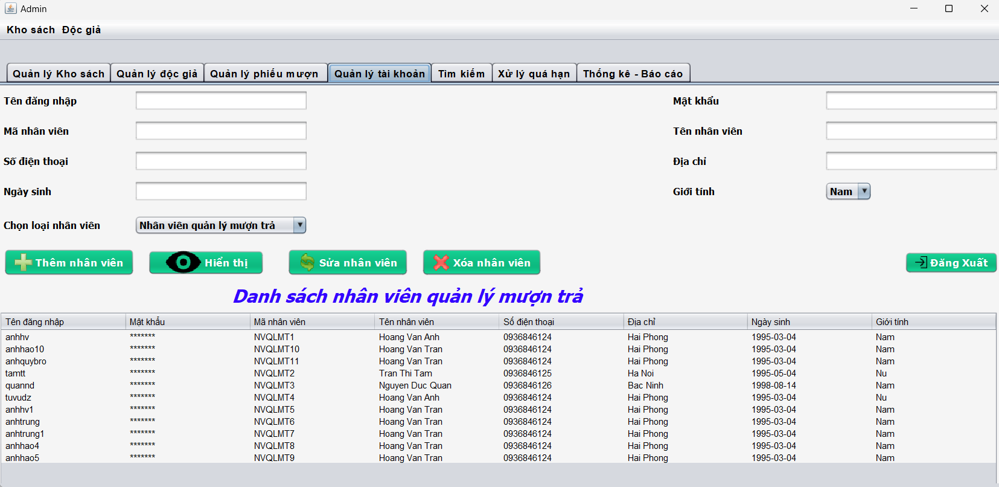 Admin
Kho sách Độc giả
Quản lý Kho sách Quản lý độc giả Quản lý phiếu mượn Quản lý tài khoản Tìm kiếm Xử lý quá hạn Thống kê - Báo cáo
Tên đăng nhập Mật khẩu
Mã nhân viên Tên nhân viên
Số điện thoại Địa chỉ
Ngày sinh Giới tính Nam
Chọn loại nhân viên Nhân viên quản lý mượn trả
Thêm nhân viên Hiển thị Sửa nhân viên Xóa nhân viên Đăng Xuất
Danh sách nhân viên quản lý mượn trả
Tên đăng nhập Mật khẩu Mã nhân viên Tên nhân viên Số điện thoại Địa chỉ Ngày sinh Giới tính
anhhv ******* NVQLMT1 Hoang Van Anh 0936846124 Hai Phong 1995-03-04 Nam
anhhao10 ******* NVQLMT10 Hoang Van Tran 0936846124 Hai Phong 1995-03-04 Nam
anhquybro ******* NVQLMT11 Hoang Van Tran 0936846124 Hai Phong 1995-03-04 Nam
tamtt ******* NVQLMT2 Tran Thi Tam 0936846125 Ha Noi 1995-05-04 Nu
quannd ******* NVQLMT3 Nguyen Duc Quan 0936846126 Bac Ninh 1998-08-14 Nam
tuvudz ******* NVQLMT4 Hoang Van Anh 0936846124 Hai Phong 1995-03-04 Nu
anhhv1 ******* NVQLMT5 Hoang Van Tran 0936846124 Hai Phong 1995-03-04 Nam
anhtrung ******* NVQLMT6 Hoang Van Tran 0936846124 Hai Phong 1995-03-04 Nam
anhtrung1 ******* NVQLMT7 Hoang Van Tran 0936846124 Hai Phong 1995-03-04 Nam
anhhao4 ******* NVQLMT8 Hoang Van Tran 0936846124 Hai Phong 1995-03-04 Nam
anhhao5 ******* NVQLMT9 Hoang Van Tran 0936846124 Hai Phong 1995-03-04 Nam